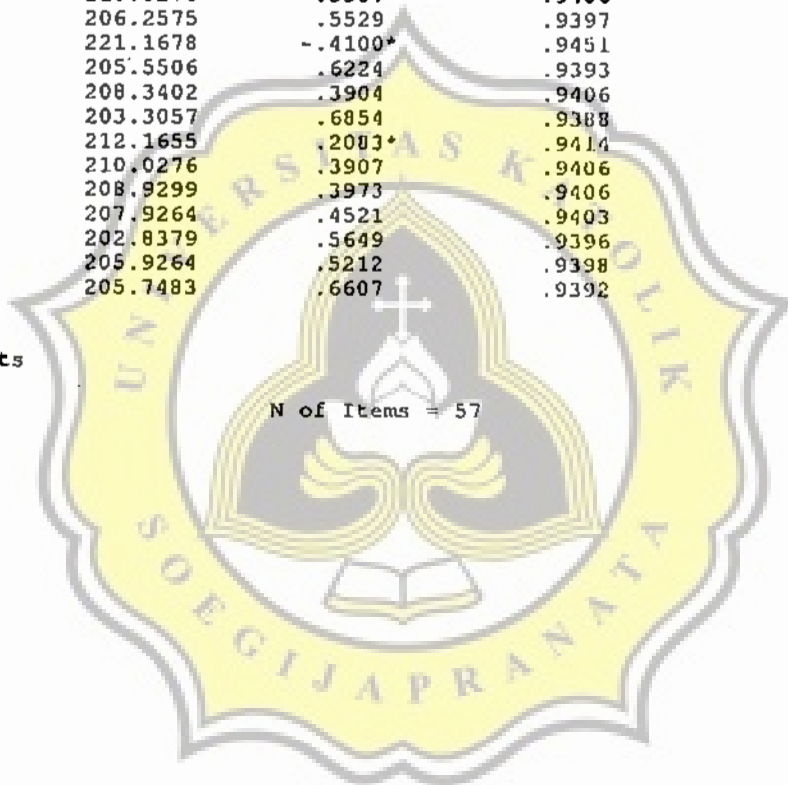 206.2575 .5529 .9397
221.1678 -.4100* .9451
205.5506 .6224 .9393
208.3402 .3904 .9406
203.3057 .6854 .9388
212.1655 .2083* .9414
210.0276 .3907 .9406
208.9299 .3973 .9406
207.9264 .4521 .9403
202.8379 .5649 .9396
205.9264 .5212 .9398
205.7483 .6607 .9392
ts
N of Items = 57
UNIVERSITAS KATOLIK
SOEGIJAPRANATA